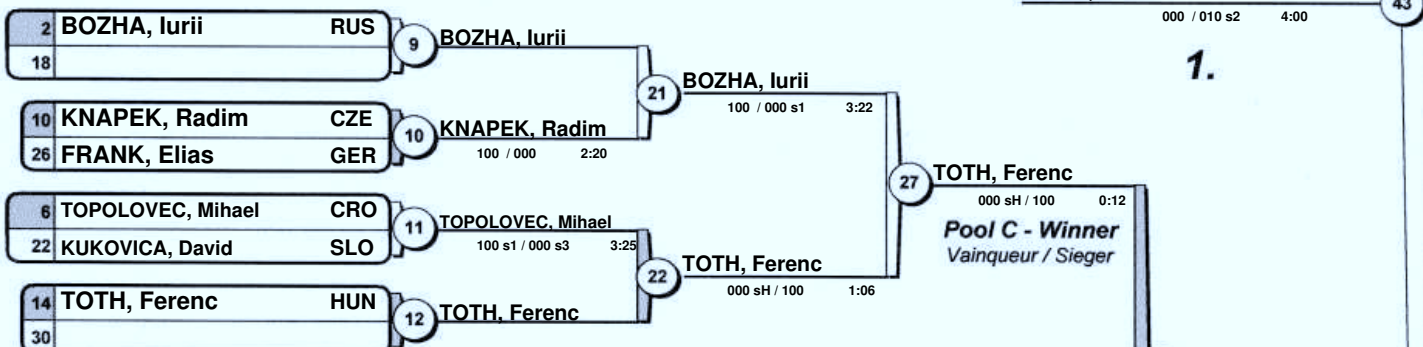 000 / 010 s2 4:00
43
1.
2 BOZHA, Iurii RUS
18
9 BOZHA, Iurii
21 BOZHA, Iurii
100 / 000 s1 3:22
10 KNAPEK, Radim CZE
26 FRANK, Elias GER
10 KNAPEK, Radim
100 / 000 2:20
27 TOTH, Ferenc
000 sH / 100 0:12
Pool C - Winner
Vainqueur / Sieger
6 TOPOLOVEC, Mihael CRO
22 KUKOVICA, David SLO
11 TOPOLOVEC, Mihael
100 s1 / 000 s3 3:25
22 TOTH, Ferenc
000 sH / 100 1:06
14 TOTH, Ferenc HUN
30
12 TOTH, Ferenc